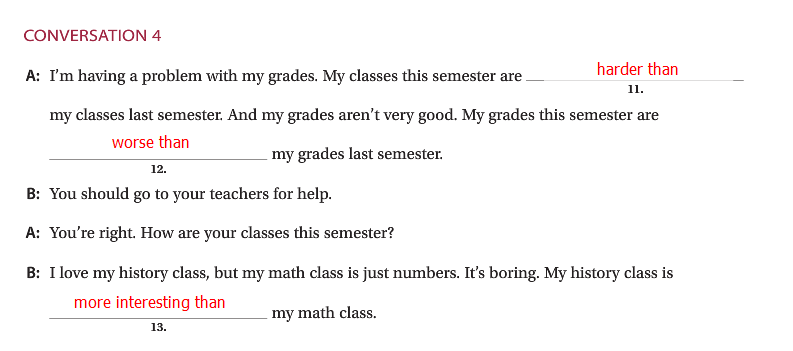 CONVERSATION 4
A: I'm having a problem with my grades. My classes this semester are harder than
11.
my classes last semester. And my grades aren't very good. My grades this semester are
worse than my grades last semester.
12.
B: You should go to your teachers for help.
A: You're right. How are your classes this semester?
B: I love my history class, but my math class is just numbers. It's boring. My history class is
more interesting than my math class.
13.